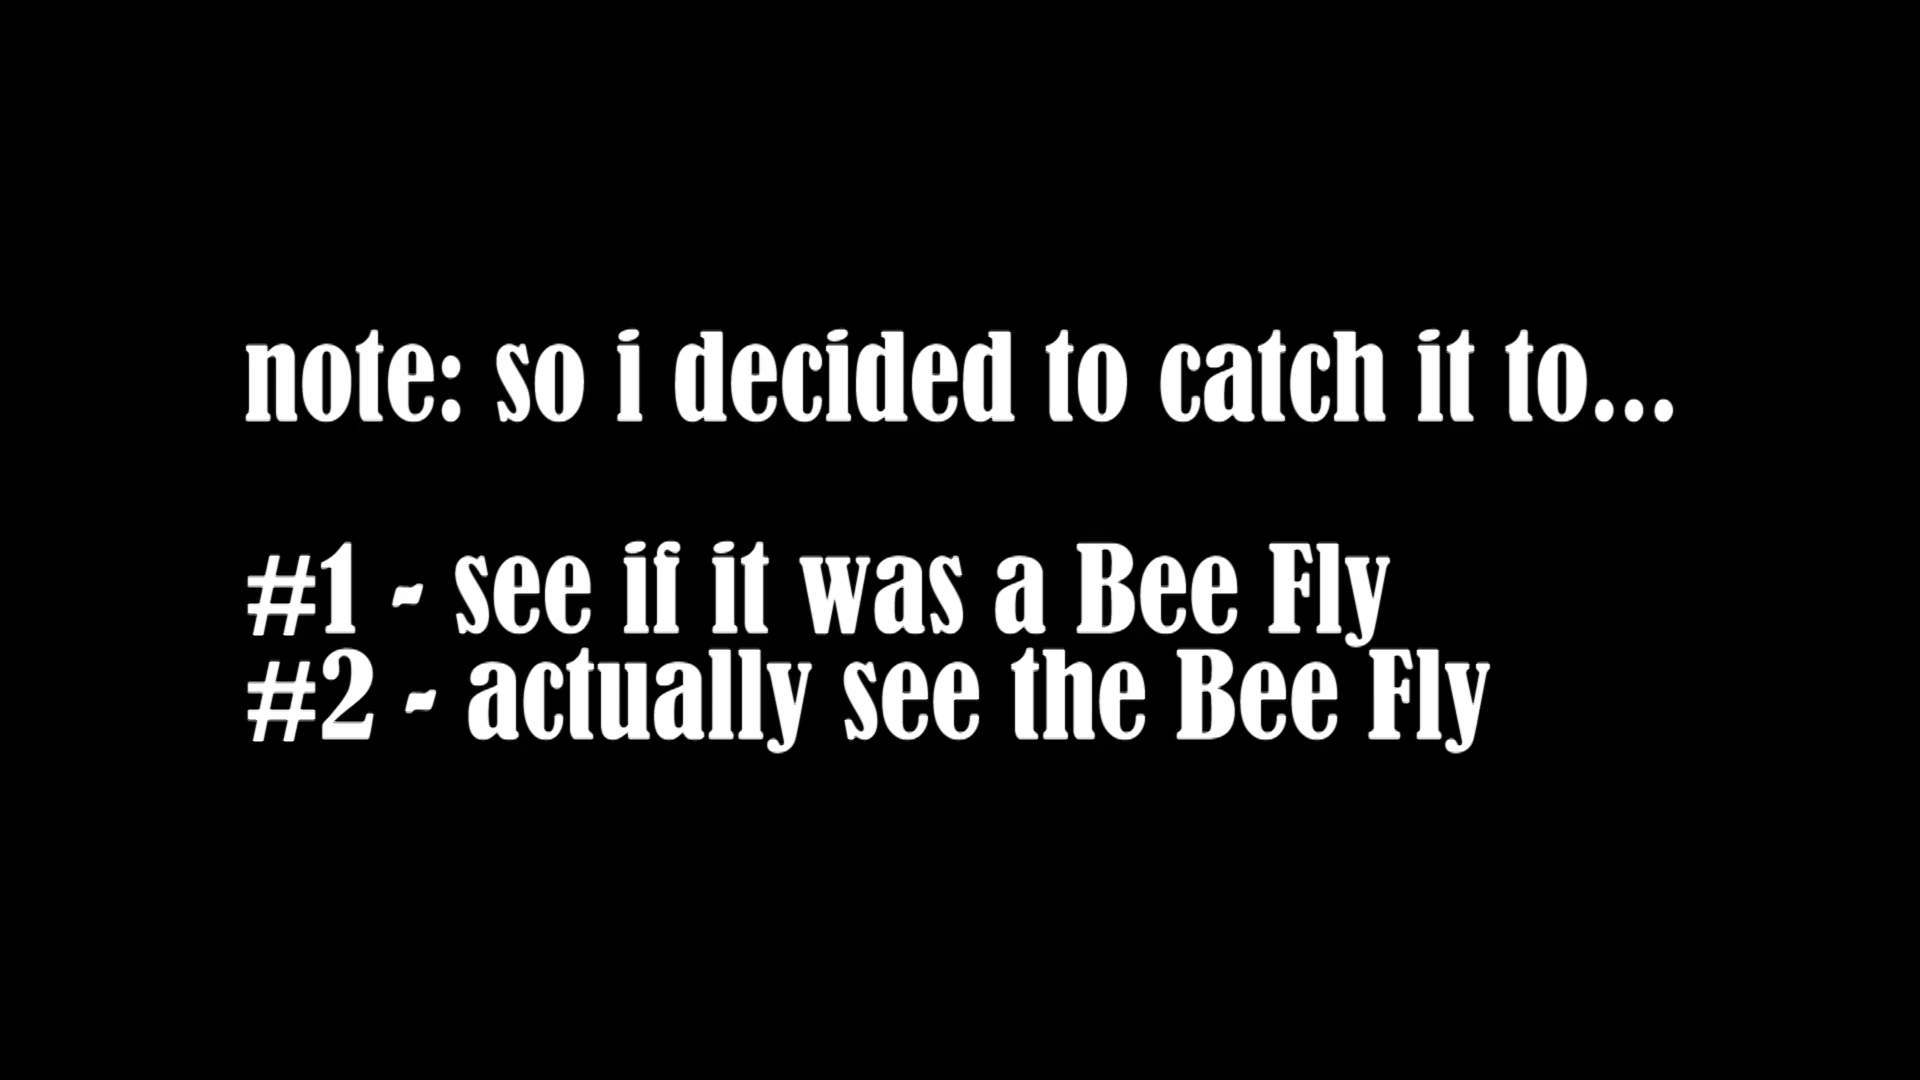 note: so i decided to catch it to...
#1 - see if it was a Bee Fly
#2 - actually see the Bee Fly